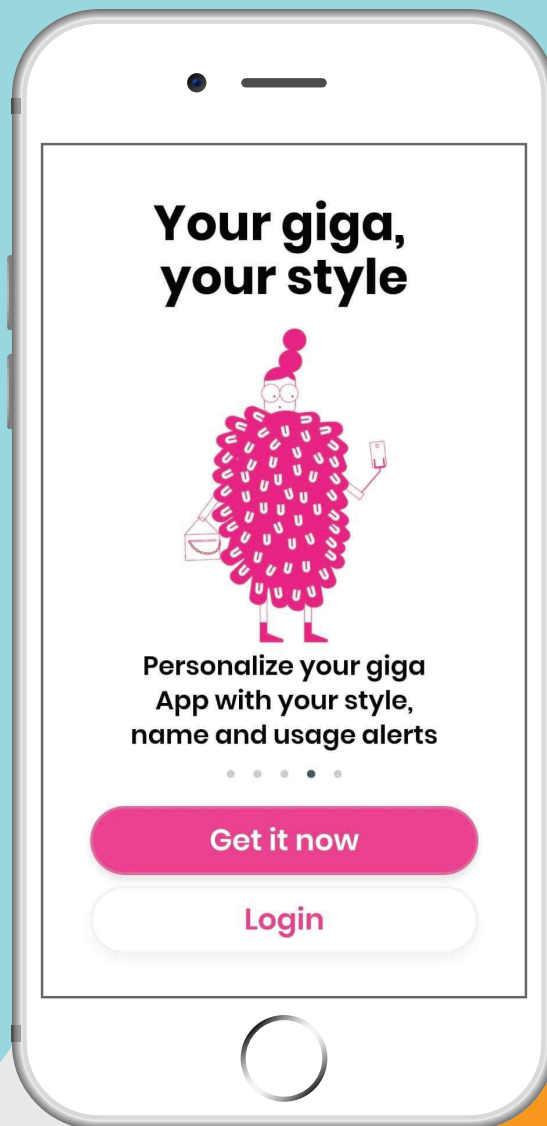 Your giga,
your style
Personalize your giga
App with your style,
name and usage alerts
Get it now
Login